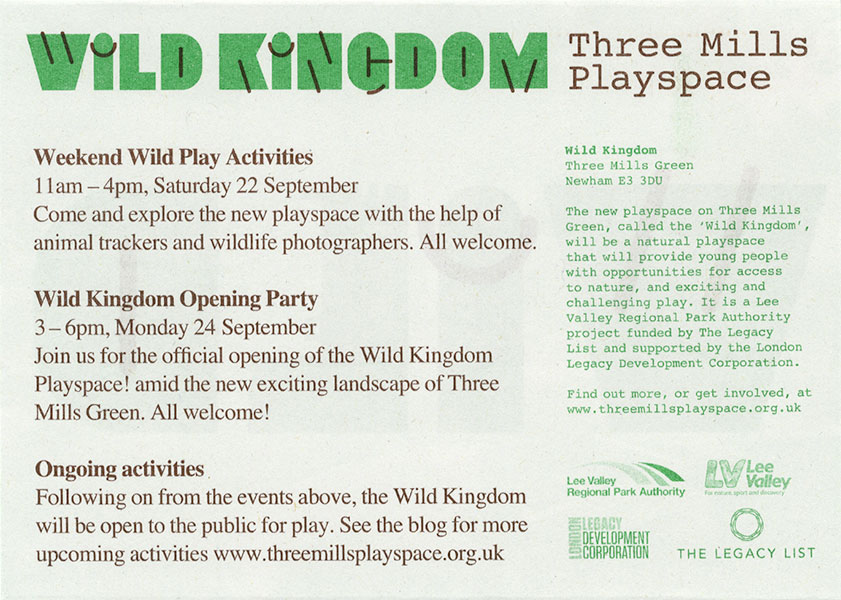 WiLD KiNGDOM
Three Mills
Playspace
Weekend Wild Play Activities
11am – 4pm, Saturday 22 September
Come and explore the new playspace with the help of
animal trackers and wildlife photographers. All welcome.
Wild Kingdom Opening Party
3 – 6pm, Monday 24 September
Join us for the official opening of the Wild Kingdom
Playspace! amid the new exciting landscape of Three
Mills Green. All welcome!
Ongoing activities
Following on from the events above, the Wild Kingdom
will be open to the public for play. See the blog for more
upcoming activities www.threemillsplayspace.org.uk
Wild Kingdom
Three Mills Green
Newham E3 3DU
The new playspace on Three Mills
Green, called the ‘Wild Kingdom’,
will be a natural playspace
that will provide young people
with opportunities for access
to nature, and exciting and
challenging play. It is a Lee
Valley Regional Park Authority
project funded by The Legacy
List and supported by the London
Legacy Development Corporation.
Find out more, or get involved, at
www.threemillsplayspace.org.uk
Lee Valley
Regional Park Authority
LV Lee
Valley
For nature, sport and discovery
LONDON
LEGACY
DEVELOPMENT
CORPORATION
THE LEGACY LIST